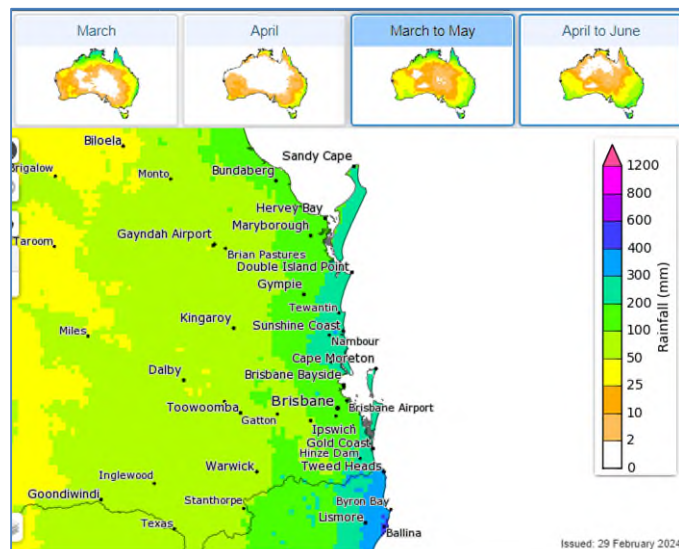 March
April
March to May
April to June
Biloela
Sandy Cape
Brigalow
Monto
Bundaberg
Hervey Bay
Maryborough
Taroom
Gayndah Airport
Brian Pastures
Double Island Point
Gympie
Tewantin
Kingaroy
Sunshine Coast
Miles
Nambour
Cape Moreton
Dalby
Brisbane Bayside
Brisbane
Toowoomba
Brisbane Airport
Gatton
Ipswich
Gold Coast
Hinze Dam
Warwick
Tweed Heads
Inglewood
Goondiwindi
Stanthorpe
Byron Bay
Lismore
Texas
Ballina
1200
800
600
400
300
200
100
50
25
10
2
0
Rainfall (mm)
Issued: 29 February 2024